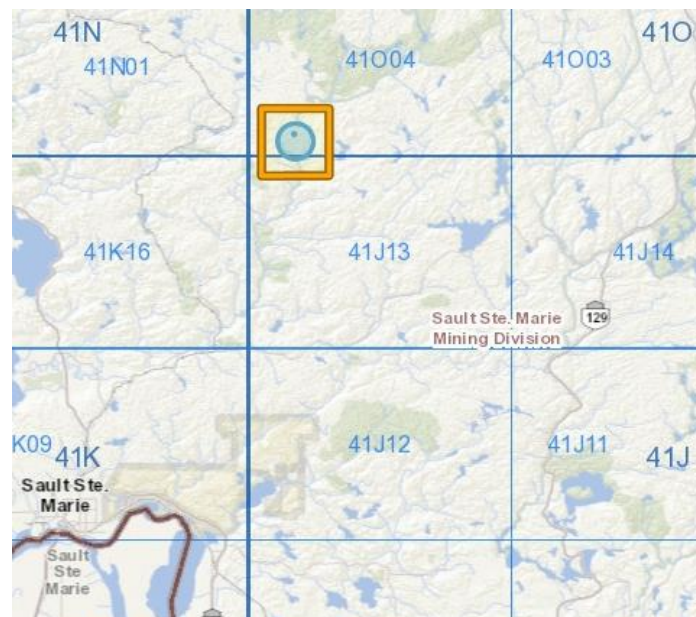 41N
41O
41N01
41O04
41O03
41K16
41J13
41J14
Sault Ste. Marie
Mining Division
129
K09
41K
41J12
41J11
41J
Sault Ste.
Marie
Sault
Ste
Marie